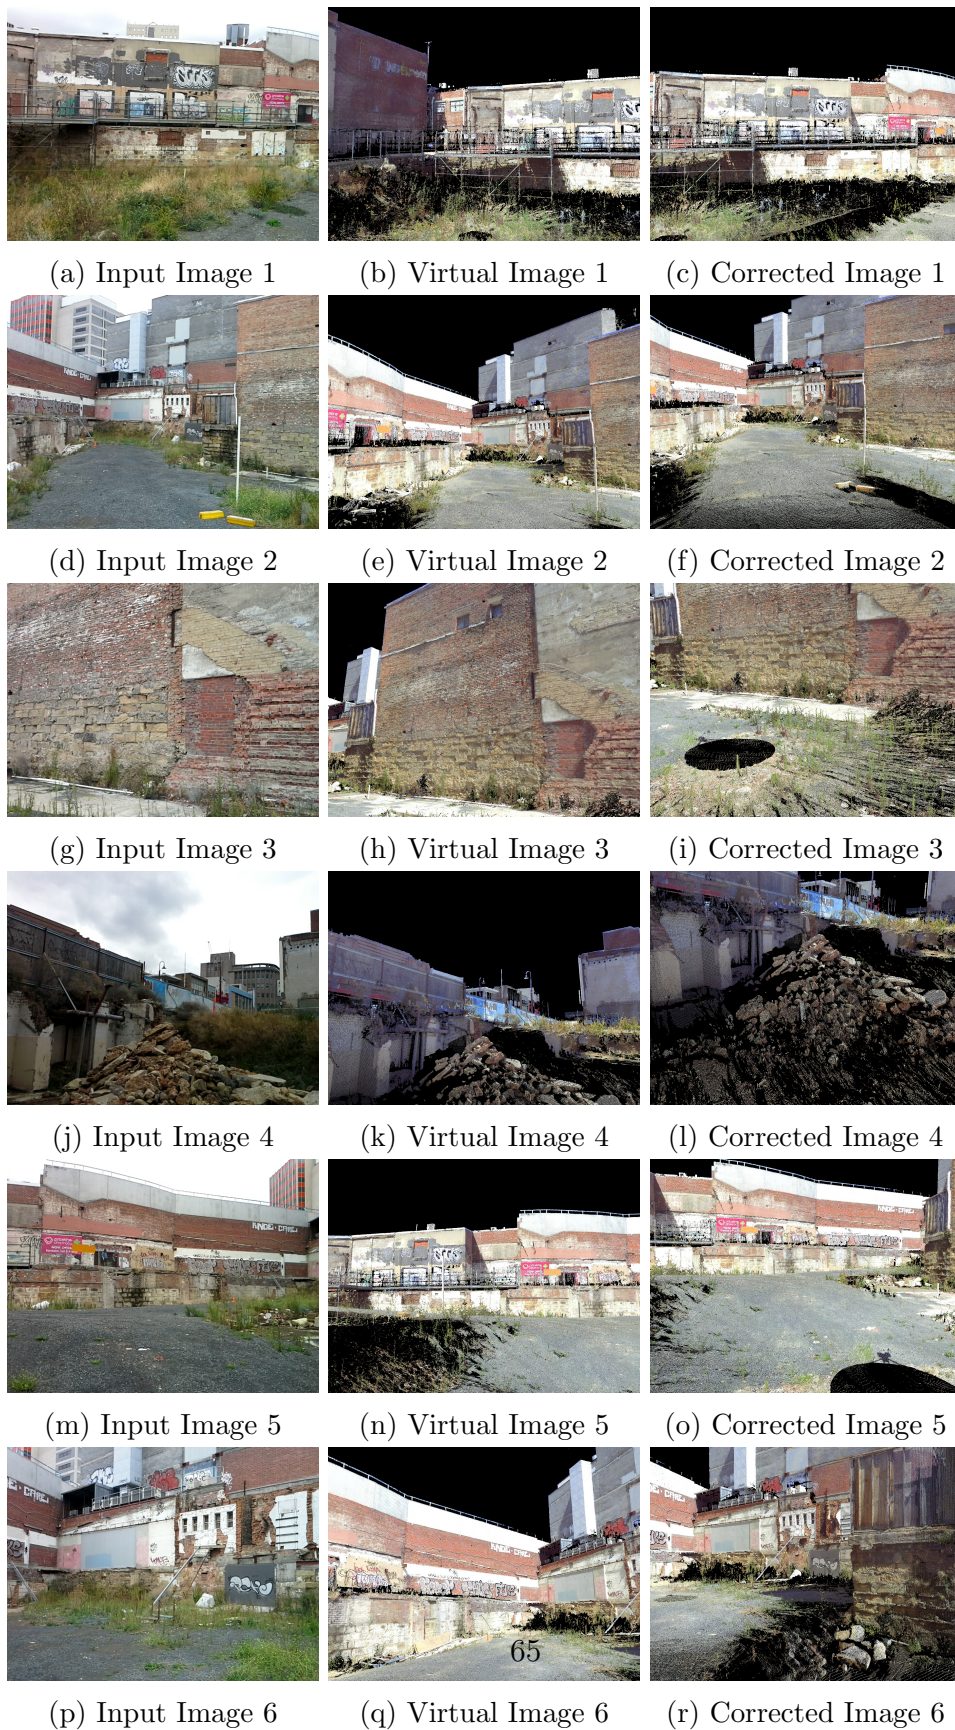 (a) Input Image 1
(b) Virtual Image 1
(c) Corrected Image 1
KNOE CARE
(d) Input Image 2
(e) Virtual Image 2
(f) Corrected Image 2
(g) Input Image 3
(h) Virtual Image 3
(i) Corrected Image 3
(j) Input Image 4
(k) Virtual Image 4
(l) Corrected Image 4
(m) Input Image 5
(n) Virtual Image 5
(o) Corrected Image 5
65
(p) Input Image 6
(q) Virtual Image 6
(r) Corrected Image 6